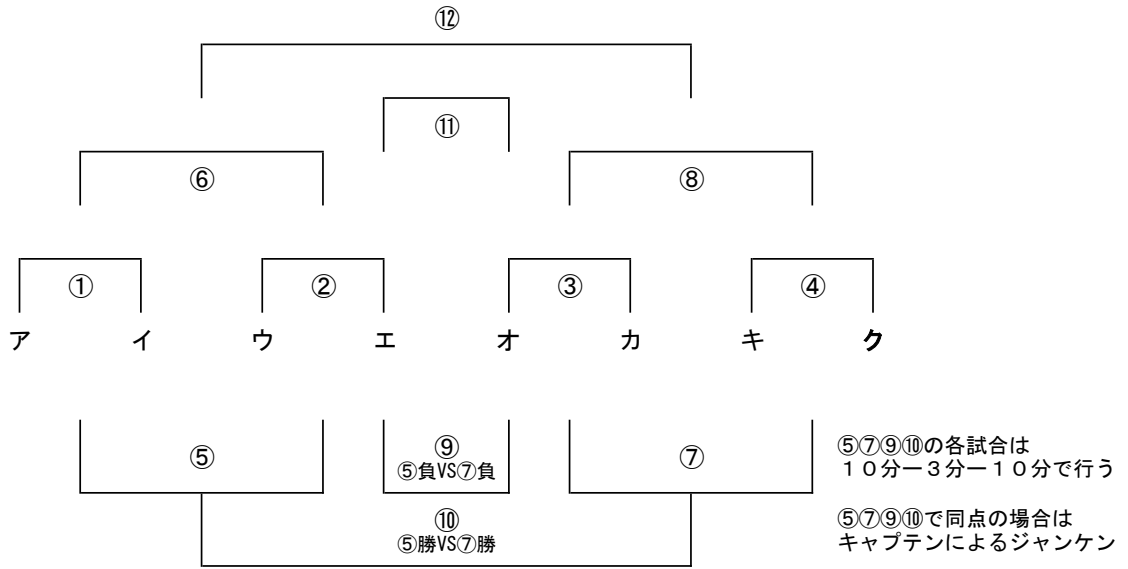 ⑫
⑪
⑥
⑧
①
②
③
④
ア
イ
ウ
エ
オ
カ
キ
ク
⑤
⑨
⑤負VS⑦負
⑦
⑩
⑤勝VS⑦勝
⑤⑦⑨⑩の各試合は
１０分ー３分ー１０分で行う
⑤⑦⑨⑩で同点の場合は
キャプテンによるジャンケン